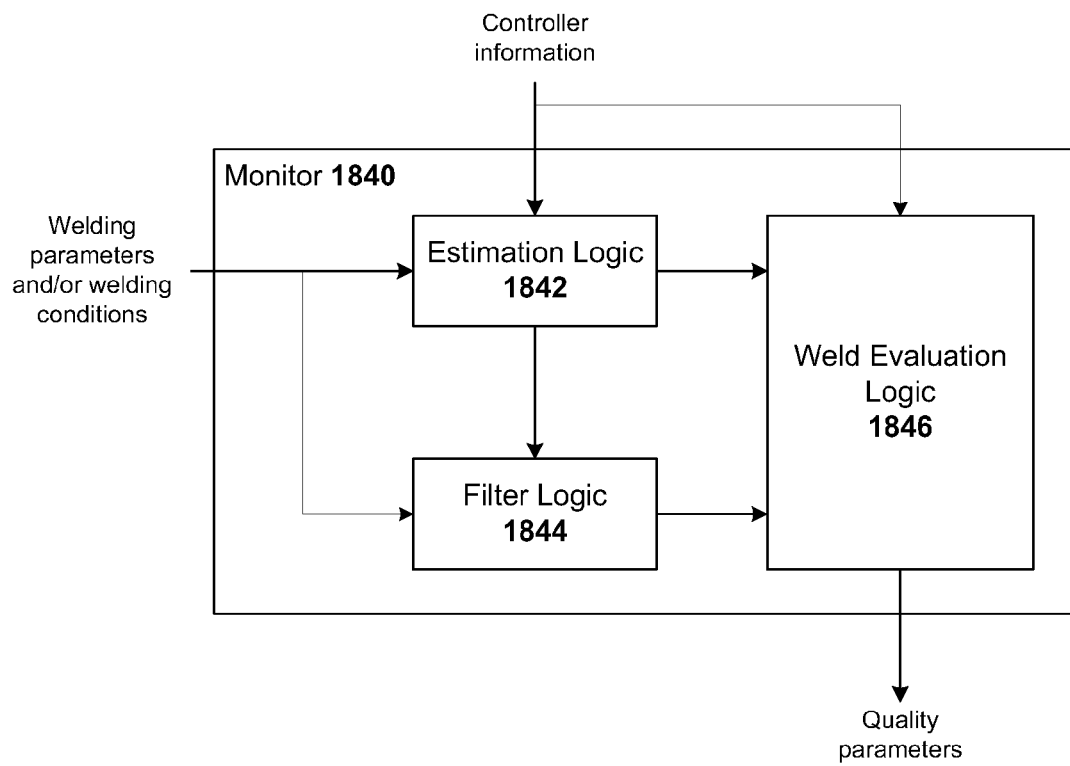 Controller
information
Monitor 1840
Welding
parameters
and/or welding
conditions
Estimation Logic
1842
Weld Evaluation
Logic
1846
Filter Logic
1844
Quality
parameters